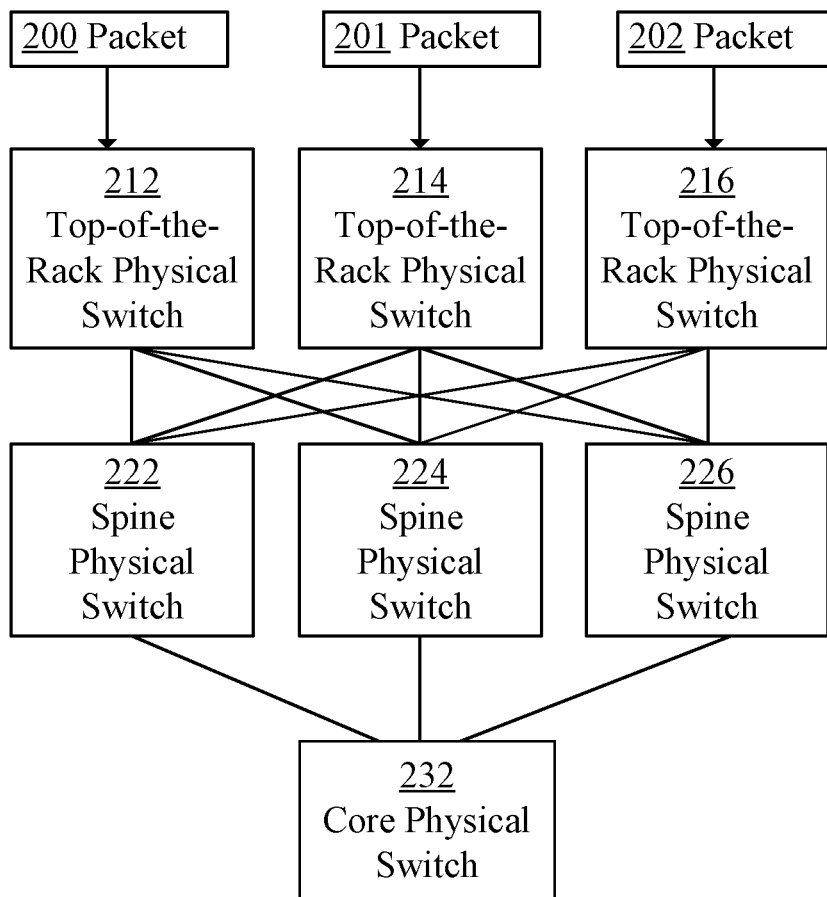 200 Packet
201 Packet
202 Packet
212
Top-of-the-
Rack Physical
Switch
214
Top-of-the-
Rack Physical
Switch
216
Top-of-the-
Rack Physical
Switch
222
Spine
Physical
Switch
224
Spine
Physical
Switch
226
Spine
Physical
Switch
232
Core Physical
Switch